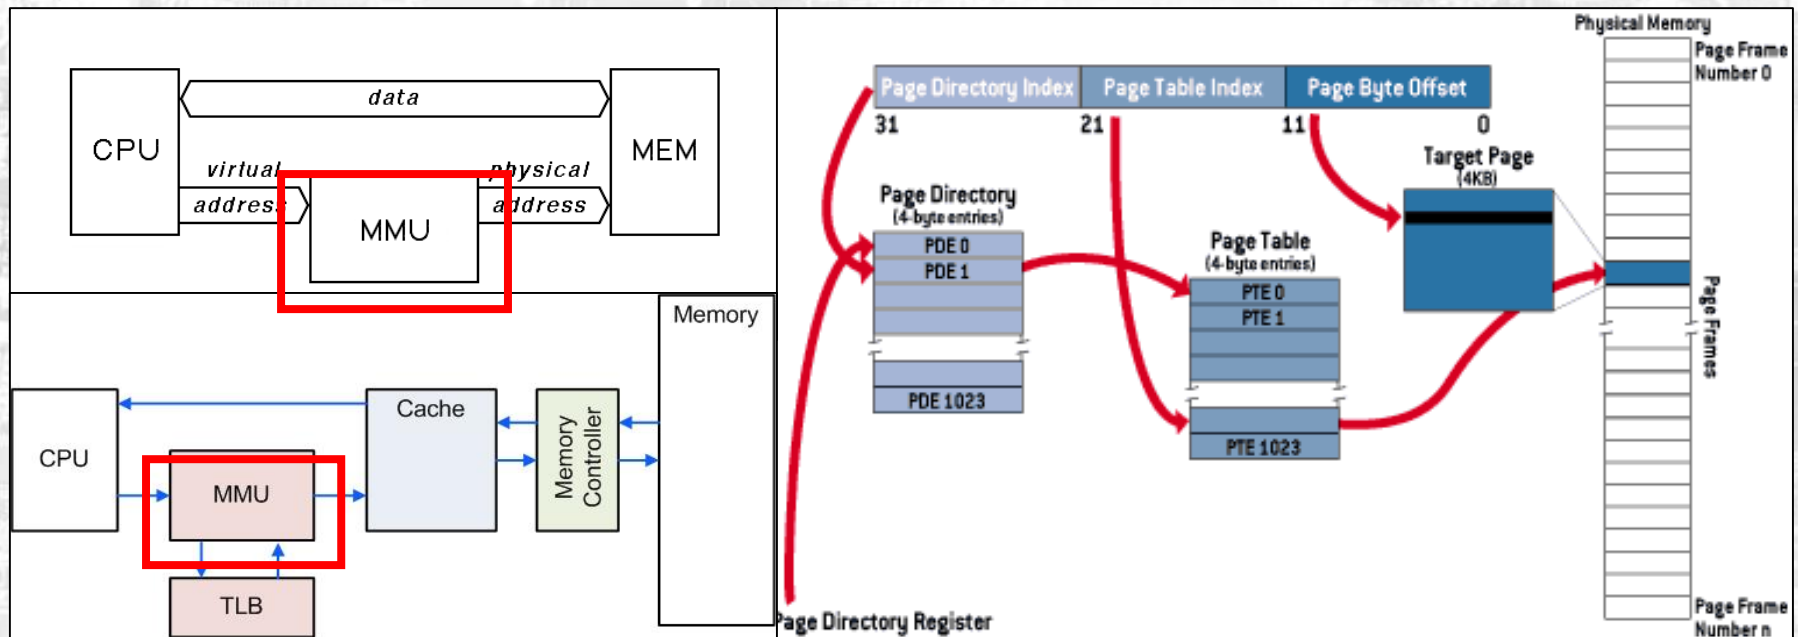 CPU
data
MEM
virtual
address
MMU
physical
address
CPU
MMU
TLB
Cache
Memory
Controller
Memory
Page Directory Index
Page Table Index
Page Byte Offset
31
21
11
0
Page Directory
(4-byte entries)
PDE 0
PDE 1
PDE 1023
Page Table
(4-byte entries)
PTE 0
PTE 1
PTE 1023
Target Page
(4KB)
Physical Memory
Page Frame
Number 0
Page Frames
Page Frame
Number n
Page Directory Register